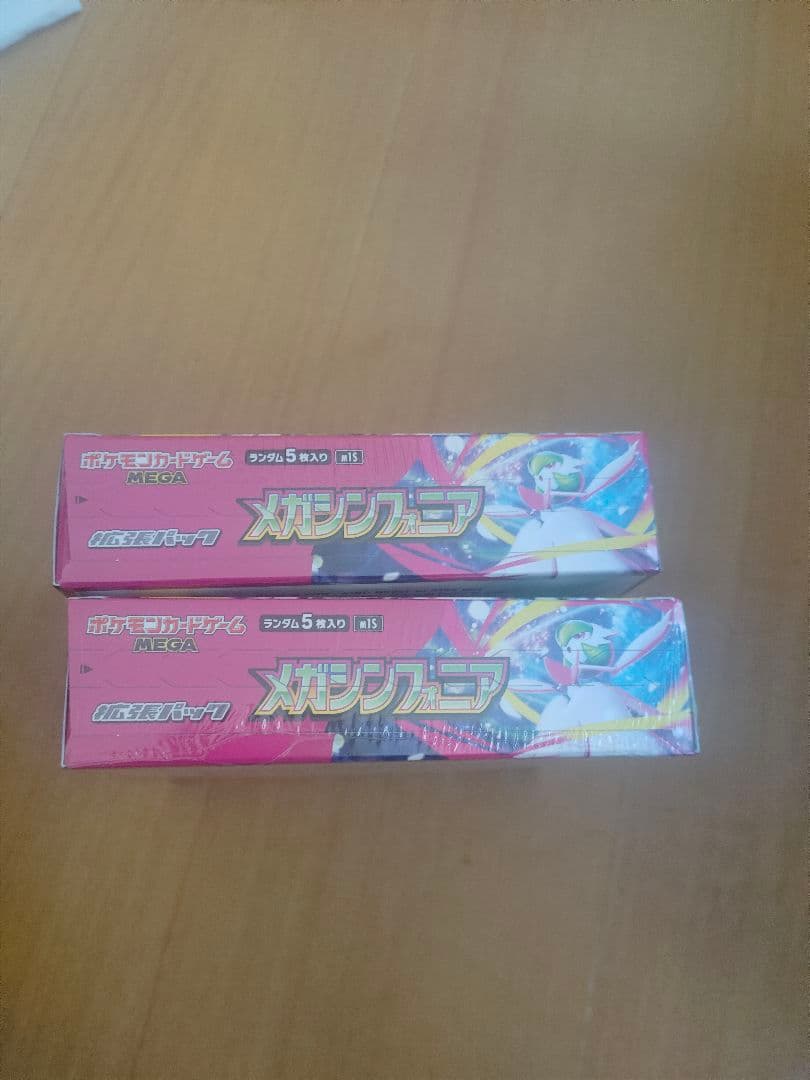 ポケモンカードゲーム
MEGA
ランダム5枚入り
m1S
メガシンフォニア
拡張パック
ポケモンカードゲーム
MEGA
ランダム5枚入り
m1S
メガシンフォニア
拡張パック